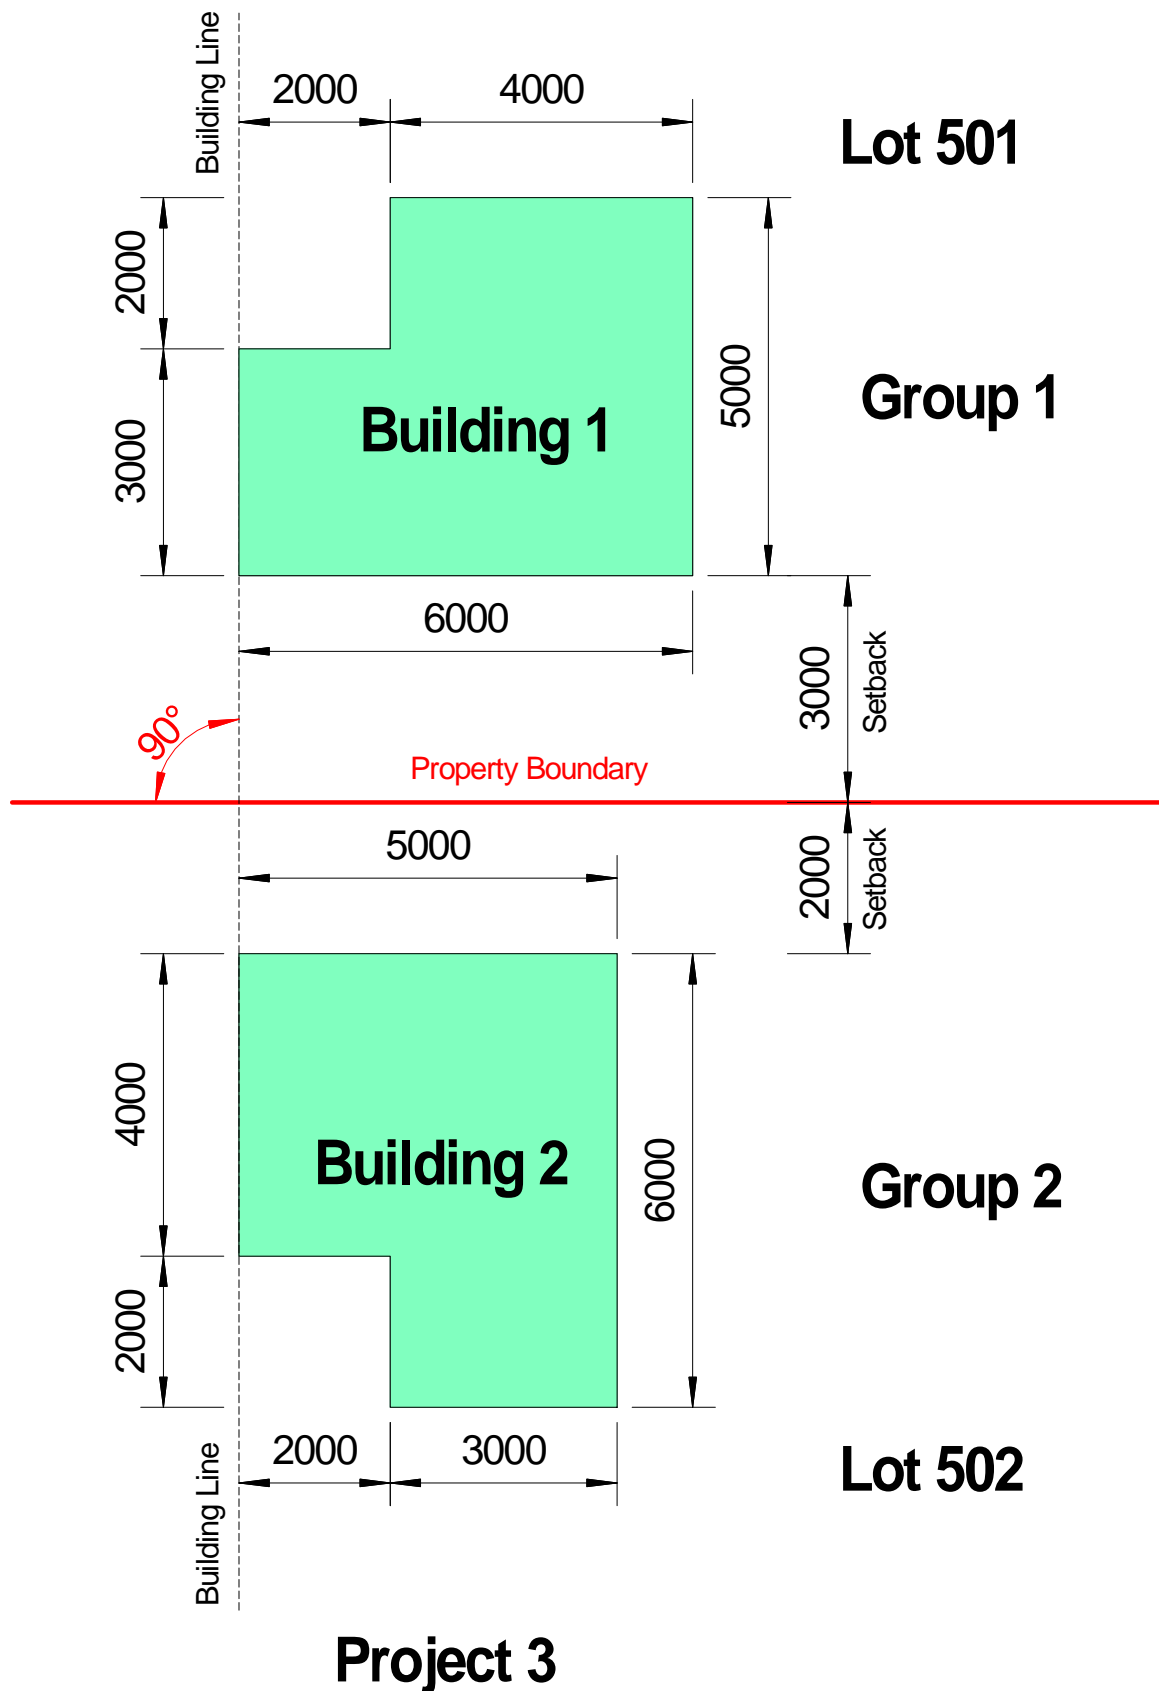 Building Line
2000
4000
Lot 501
2000
3000
5000
Building 1
Group 1
6000
3000
Setback
90°
Property Boundary
5000
2000
Setback
4000
6000
Building 2
Group 2
2000
2000
3000
Lot 502
Building Line
Project 3